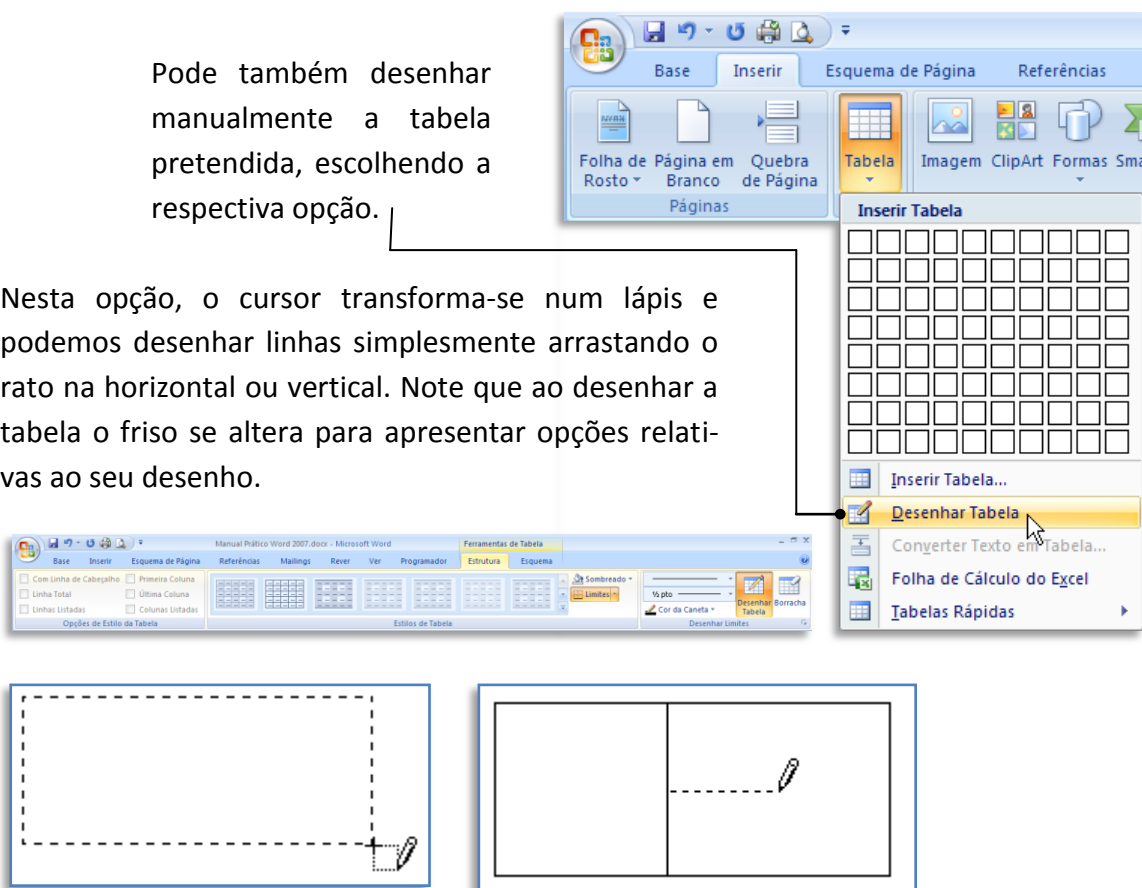 Pode também desenhar
manualmente a tabela
pretendida, escolhendo a
respectiva opção.
Base Inserir Esquema de Página Referências
Folha de Rosto Página em Branco Quebra de Página Tabela Imagem ClipArt Formas Sma
Páginas
Inserir Tabela
Inserir Tabela...
Desenhar Tabela
Converter Texto em Tabela...
Folha de Cálculo do Excel
Tabelas Rápidas
Nesta opção, o cursor transforma-se num lápis e
podemos desenhar linhas simplesmente arrastando o
rato na horizontal ou vertical. Note que ao desenhar a
tabela o friso se altera para apresentar opções relati-
vas ao seu desenho.
Manual Prático Word 2007.docx - Microsoft Word Ferramentas de Tabela
Base Inserir Esquema de Página Referências Mailings Rever Ver Programador Estrutura Esquema
Com Linha de Cabeçalho Primeira Coluna Sombreado
Linha Total Última Coluna Limites ½ pto
Linhas Listadas Colunas Listadas Cor da Caneta Desenhar Tabela Borracha
Opções de Estilo da Tabela Estilos de Tabela Desenhar Limites